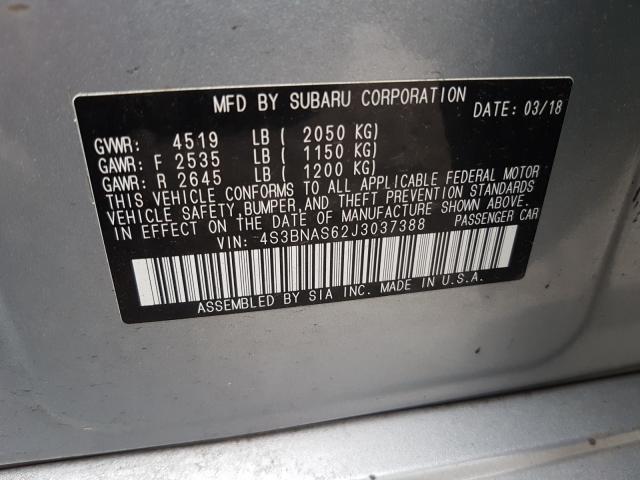 MFD BY SUBARU CORPORATION DATE: 03/18
GVWR: 4519 LB ( 2050 KG)
GAWR: F 2535 LB ( 1150 KG)
GAWR: R 2645 LB ( 1200 KG)
THIS VEHICLE CONFORMS TO ALL APPLICABLE FEDERAL MOTOR
VEHICLE SAFETY, BUMPER, AND THEFT PREVENTION STANDARDS
IN EFFECT ON THE DATE OF MANUFACTURE SHOWN ABOVE.
VIN: 4S3BNAS62J3037388 PASSENGER CAR
ASSEMBLED BY SIA INC. MADE IN U.S.A.